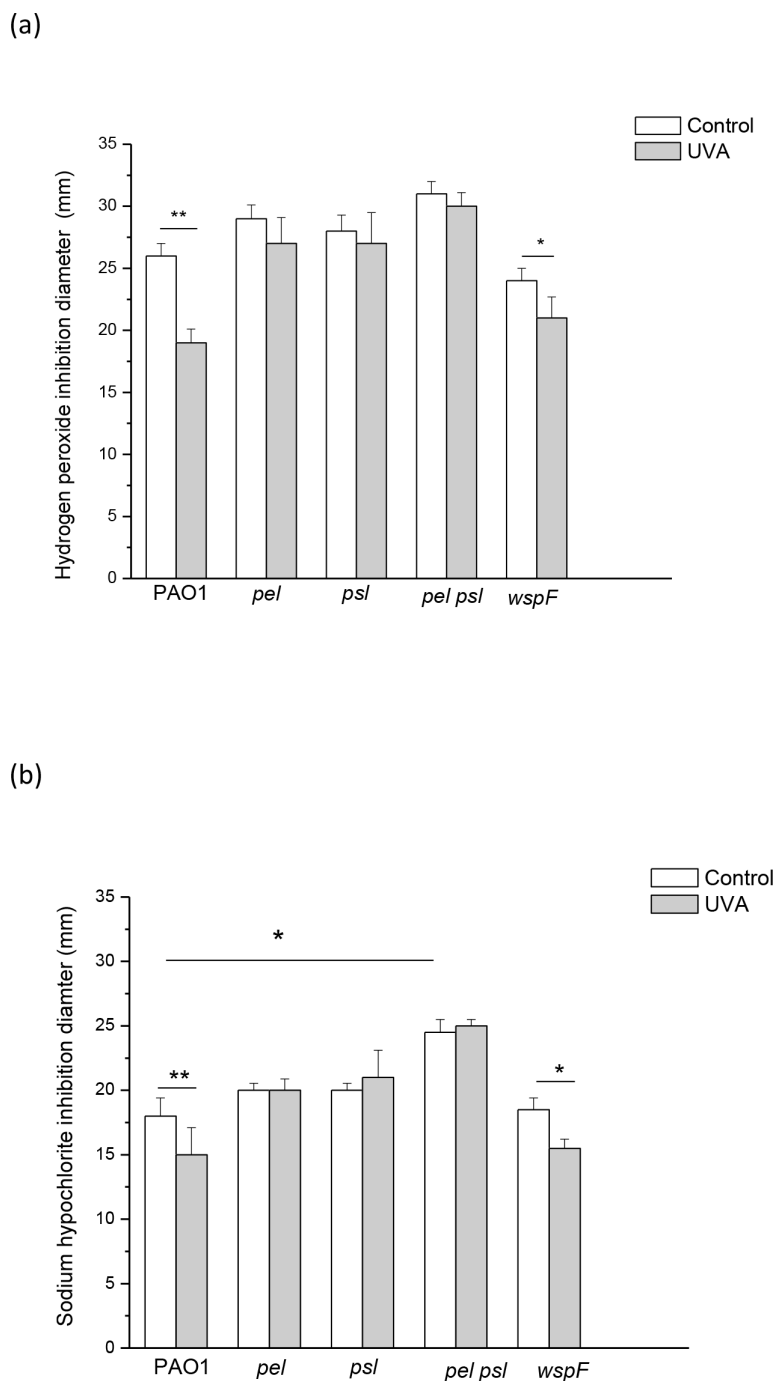 (a)
Control
UVA
Hydrogen peroxide inhibition diameter (mm)
35
30
25
20
15
10
5
0
**
*
PAO1 pel psl pel psl wspF
(b)
Control
UVA
Sodium hypochlorite inhibition diamter (mm)
35
30
25
20
15
10
5
0
*
**
*
PAO1 pel psl pel psl wspF